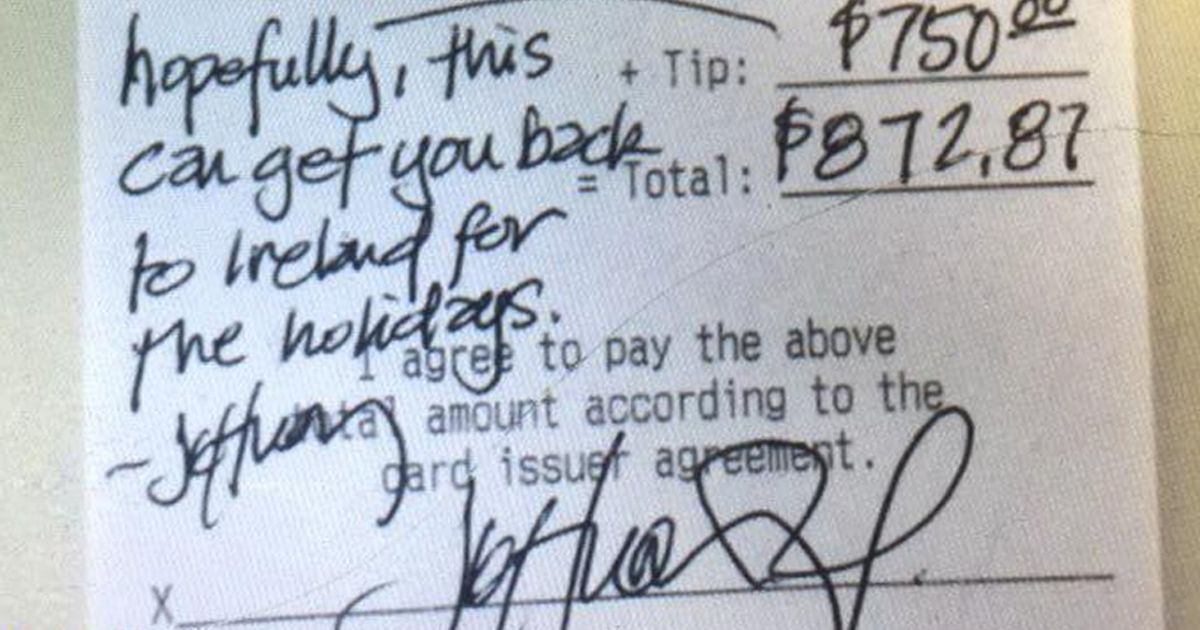 hopefully, this
+ Tip: $750.00
can get you back
= Total: $872.87
to Ireland for
the holidays.
I agree to pay the above
total amount according to the
card issuer agreement.
X